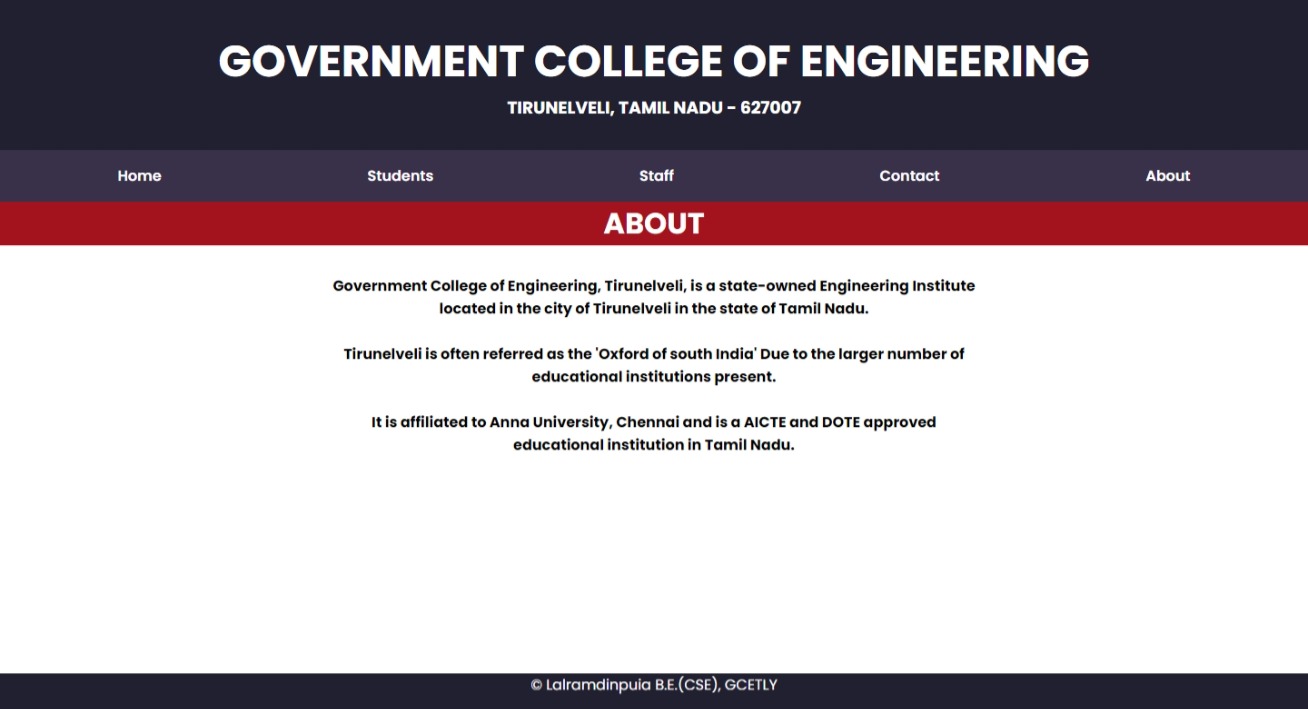 GOVERNMENT COLLEGE OF ENGINEERING
TIRUNELVELI, TAMIL NADU - 627007
Home Students Staff Contact About
ABOUT
Government College of Engineering, Tirunelveli, is a state-owned Engineering Institute
located in the city of Tirunelveli in the state of Tamil Nadu.
Tirunelveli is often referred as the 'Oxford of south India' Due to the larger number of
educational institutions present.
It is affiliated to Anna University, Chennai and is a AICTE and DOTE approved
educational institution in Tamil Nadu.
© Lalramdinpuia B.E.(CSE), GCETLY